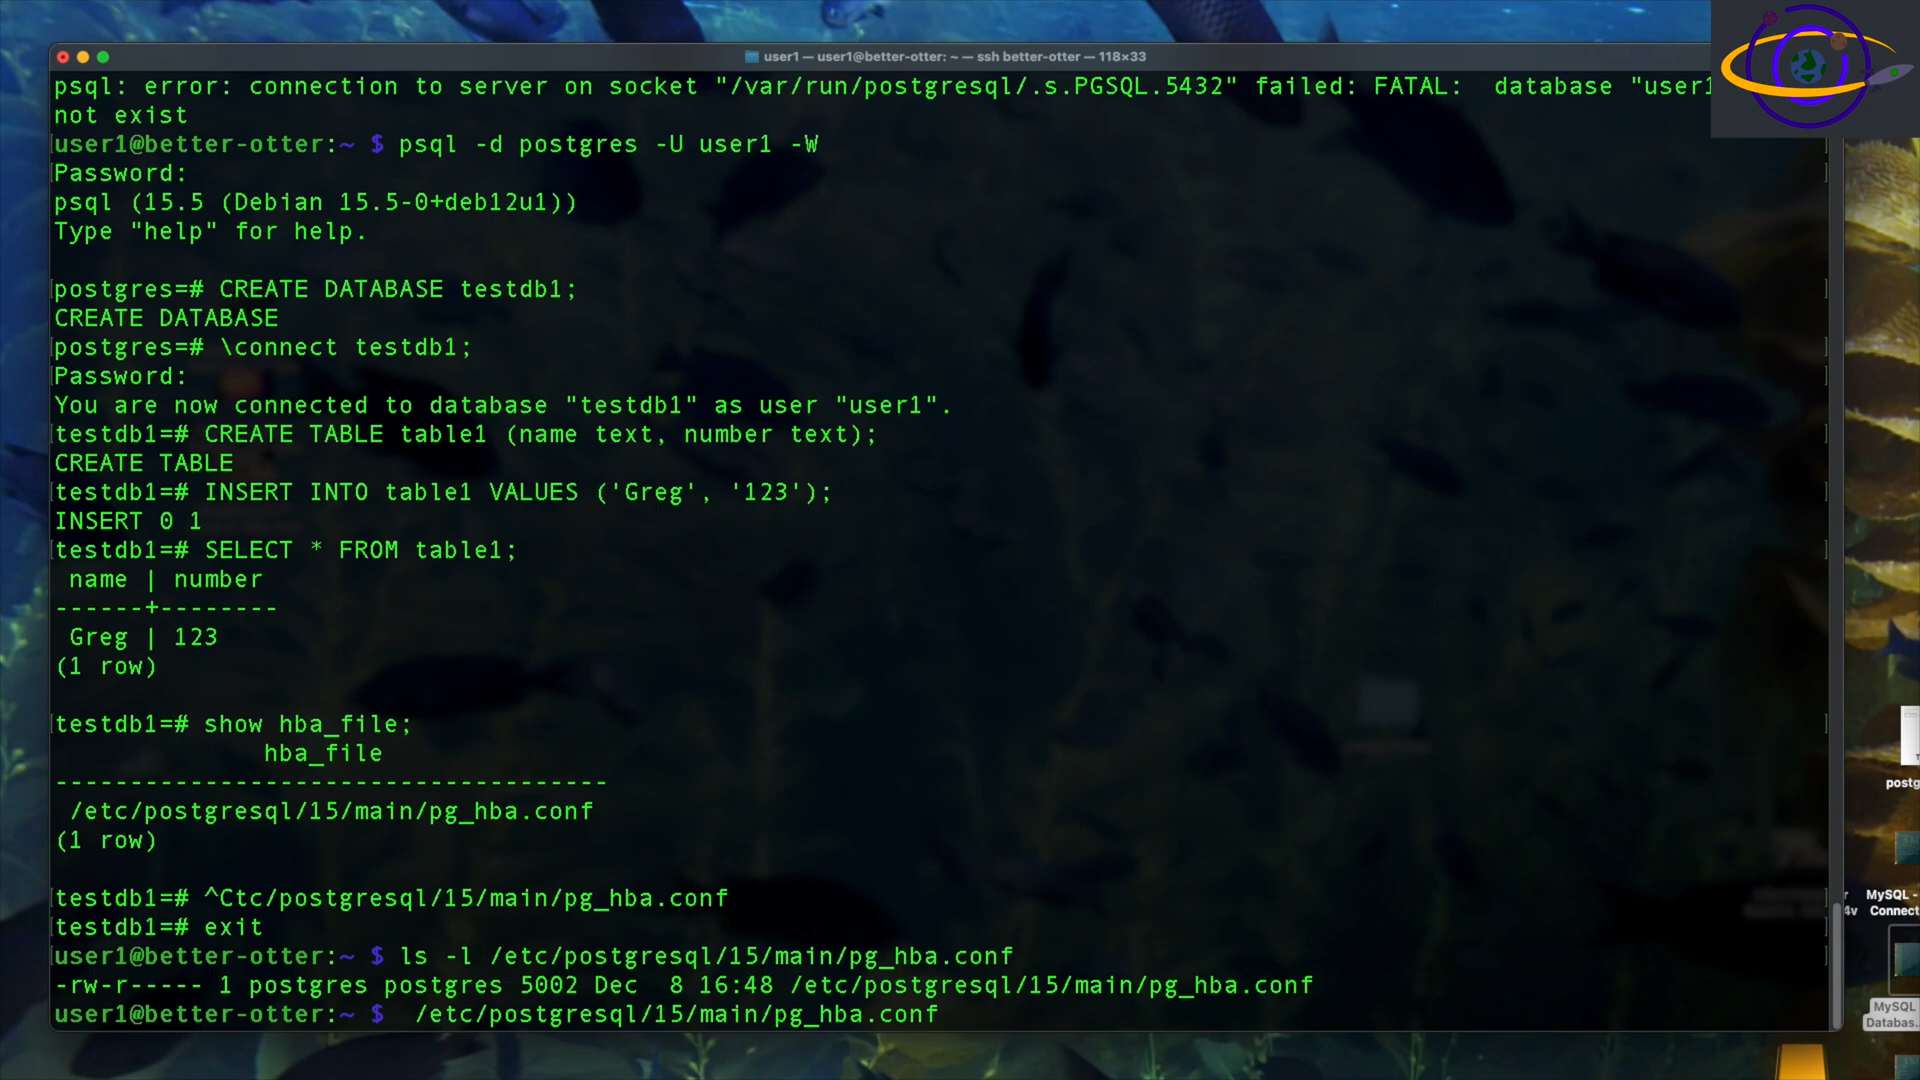 user1 — user1@better-otter: ~ — ssh better-otter — 118×33
psql: error: connection to server on socket "/var/run/postgresql/.s.PGSQL.5432" failed: FATAL:  database "user1
not exist
user1@better-otter:~ $ psql -d postgres -U user1 -W
Password:
psql (15.5 (Debian 15.5-0+deb12u1))
Type "help" for help.
postgres=# CREATE DATABASE testdb1;
CREATE DATABASE
postgres=# \connect testdb1;
Password:
You are now connected to database "testdb1" as user "user1".
testdb1=# CREATE TABLE table1 (name text, number text);
CREATE TABLE
testdb1=# INSERT INTO table1 VALUES ('Greg', '123');
INSERT 0 1
testdb1=# SELECT * FROM table1;
 name | number
------+--------
 Greg | 123
(1 row)
testdb1=# show hba_file;
              hba_file
-------------------------------------
 /etc/postgresql/15/main/pg_hba.conf
(1 row)
testdb1=# ^Ctc/postgresql/15/main/pg_hba.conf
testdb1=# exit
user1@better-otter:~ $ ls -l /etc/postgresql/15/main/pg_hba.conf
-rw-r----- 1 postgres postgres 5002 Dec  8 16:48 /etc/postgresql/15/main/pg_hba.conf
user1@better-otter:~ $  /etc/postgresql/15/main/pg_hba.conf
postg
MySQL -
4v Connect
MySQL
Databas...